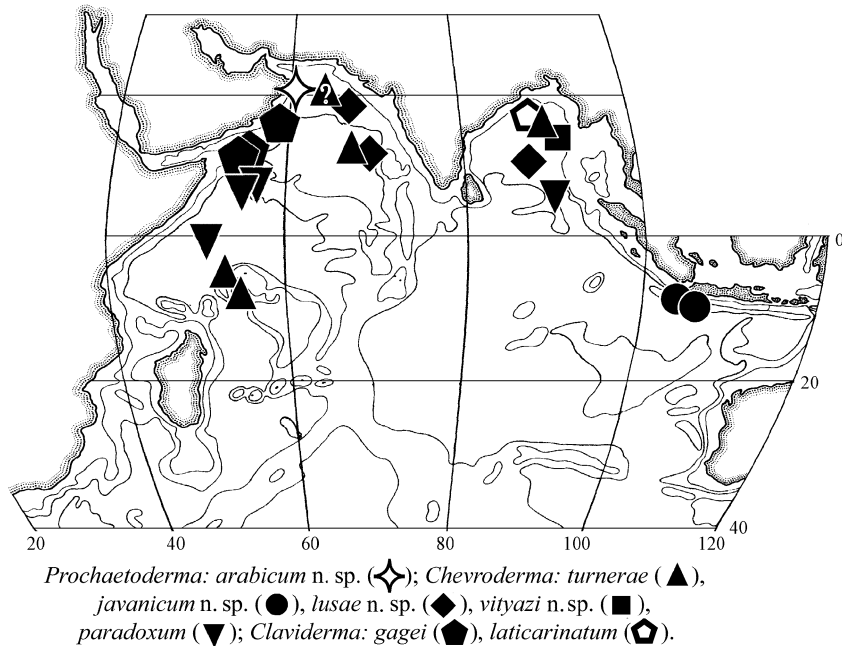 ?
0
20
40
20 40 60 80 100 120
Prochaetoderma: arabicum n. sp. (✧); Chevroderma: turnerae (▲),
javanicum n. sp. (●), lusae n. sp. (◆), vityazi n. sp. (■),
paradoxum (▼); Claviderma: gagei (⬟), laticarinatum (⬠).